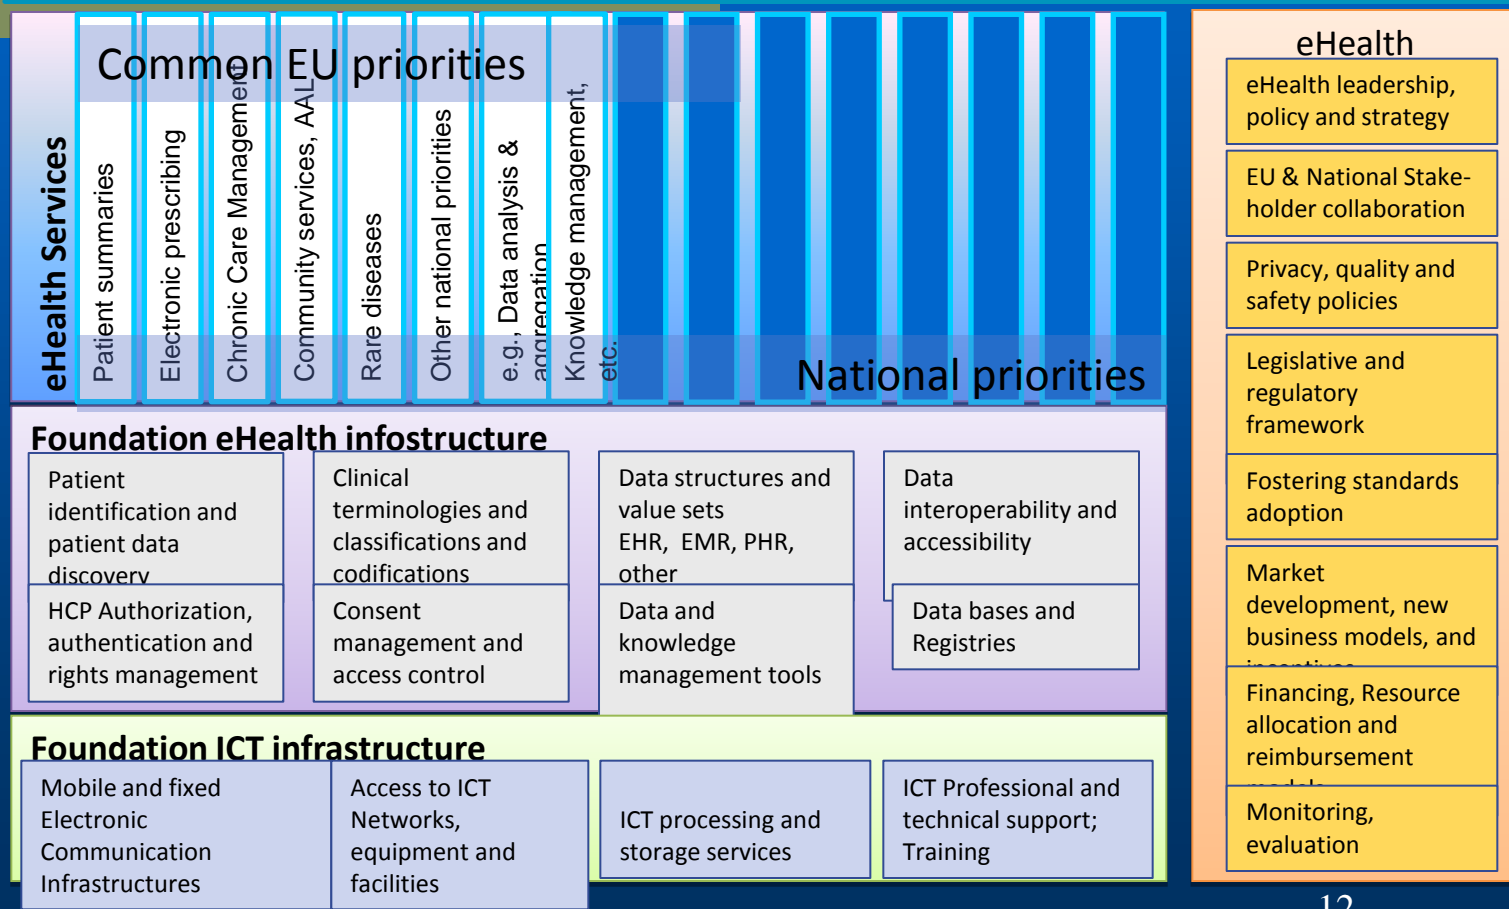 Common EU priorities
eHealth Services
Patient summaries
Electronic prescribing
Chronic Care Management
Community services, AAL
Rare diseases
Other national priorities
e.g., Data analysis &
aggregation
Knowledge management,
etc.
National priorities
Foundation eHealth infostructure
Patient
identification and
patient data
discovery
Clinical
terminologies and
classifications and
codifications
Data structures and
value sets
EHR, EMR, PHR,
other
Data
interoperability and
accessibility
HCP Authorization,
authentication and
rights management
Consent
management and
access control
Data and
knowledge
management tools
Data bases and
Registries
Foundation ICT infrastructure
Mobile and fixed
Electronic
Communication
Infrastructures
Access to ICT
Networks,
equipment and
facilities
ICT processing and
storage services
ICT Professional and
technical support;
Training
eHealth
eHealth leadership,
policy and strategy
EU & National Stake-
holder collaboration
Privacy, quality and
safety policies
Legislative and
regulatory
framework
Fostering standards
adoption
Market
development, new
business models, and
incentives
Financing, Resource
allocation and
reimbursement
models
Monitoring,
evaluation
12